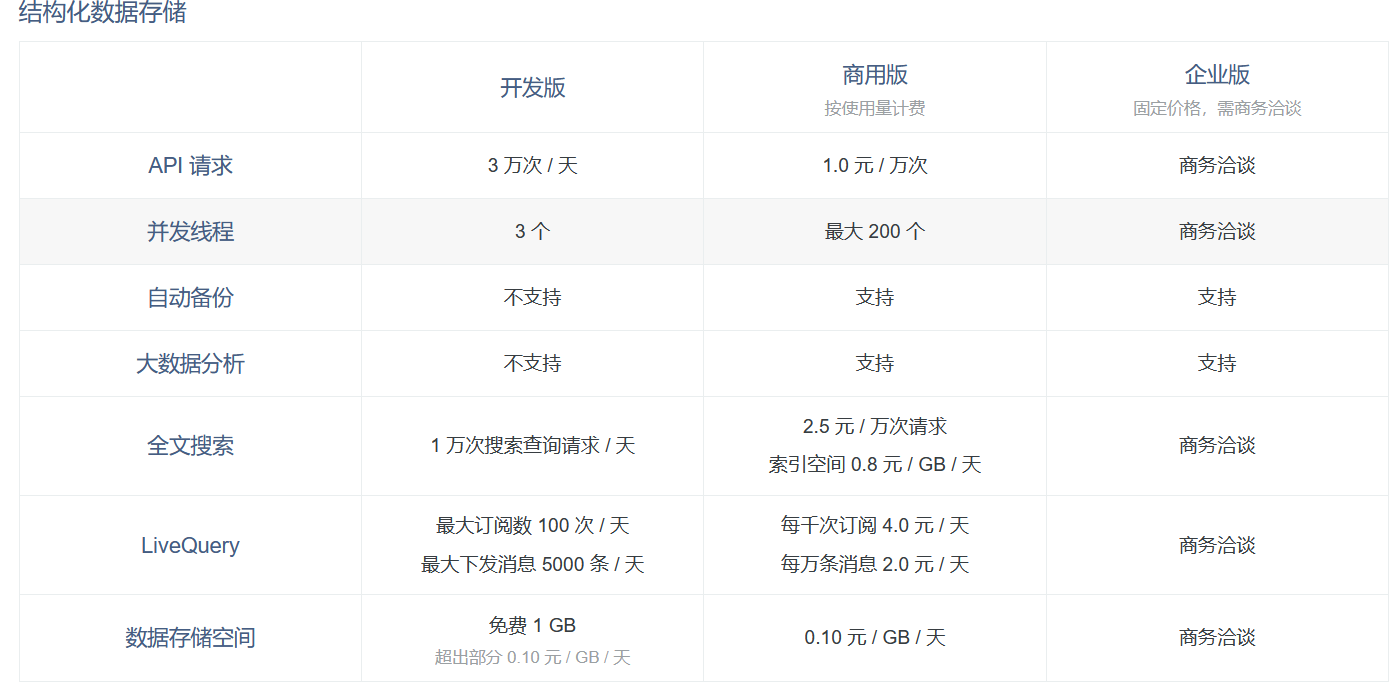 结构化数据存储
开发版
商用版
按使用量计费
企业版
固定价格，需商务洽谈
API 请求
3 万次 / 天
1.0 元 / 万次
商务洽谈
并发线程
3 个
最大 200 个
商务洽谈
自动备份
不支持
支持
支持
大数据分析
不支持
支持
支持
全文搜索
1 万次搜索查询请求 / 天
2.5 元 / 万次请求
索引空间 0.8 元 / GB / 天
商务洽谈
LiveQuery
最大订阅数 100 次 / 天
最大下发消息 5000 条 / 天
每千次订阅 4.0 元 / 天
每万条消息 2.0 元 / 天
商务洽谈
数据存储空间
免费 1 GB
超出部分 0.10 元 / GB / 天
0.10 元 / GB / 天
商务洽谈